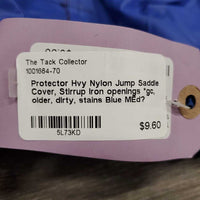 The Tack Collector
1001684-70
Protector Hvy Nylon Jump Saddle
Cover, Stirrup Iron openings *gc,
older, dirty, stains Blue MEd?
$9.60
5L73KD